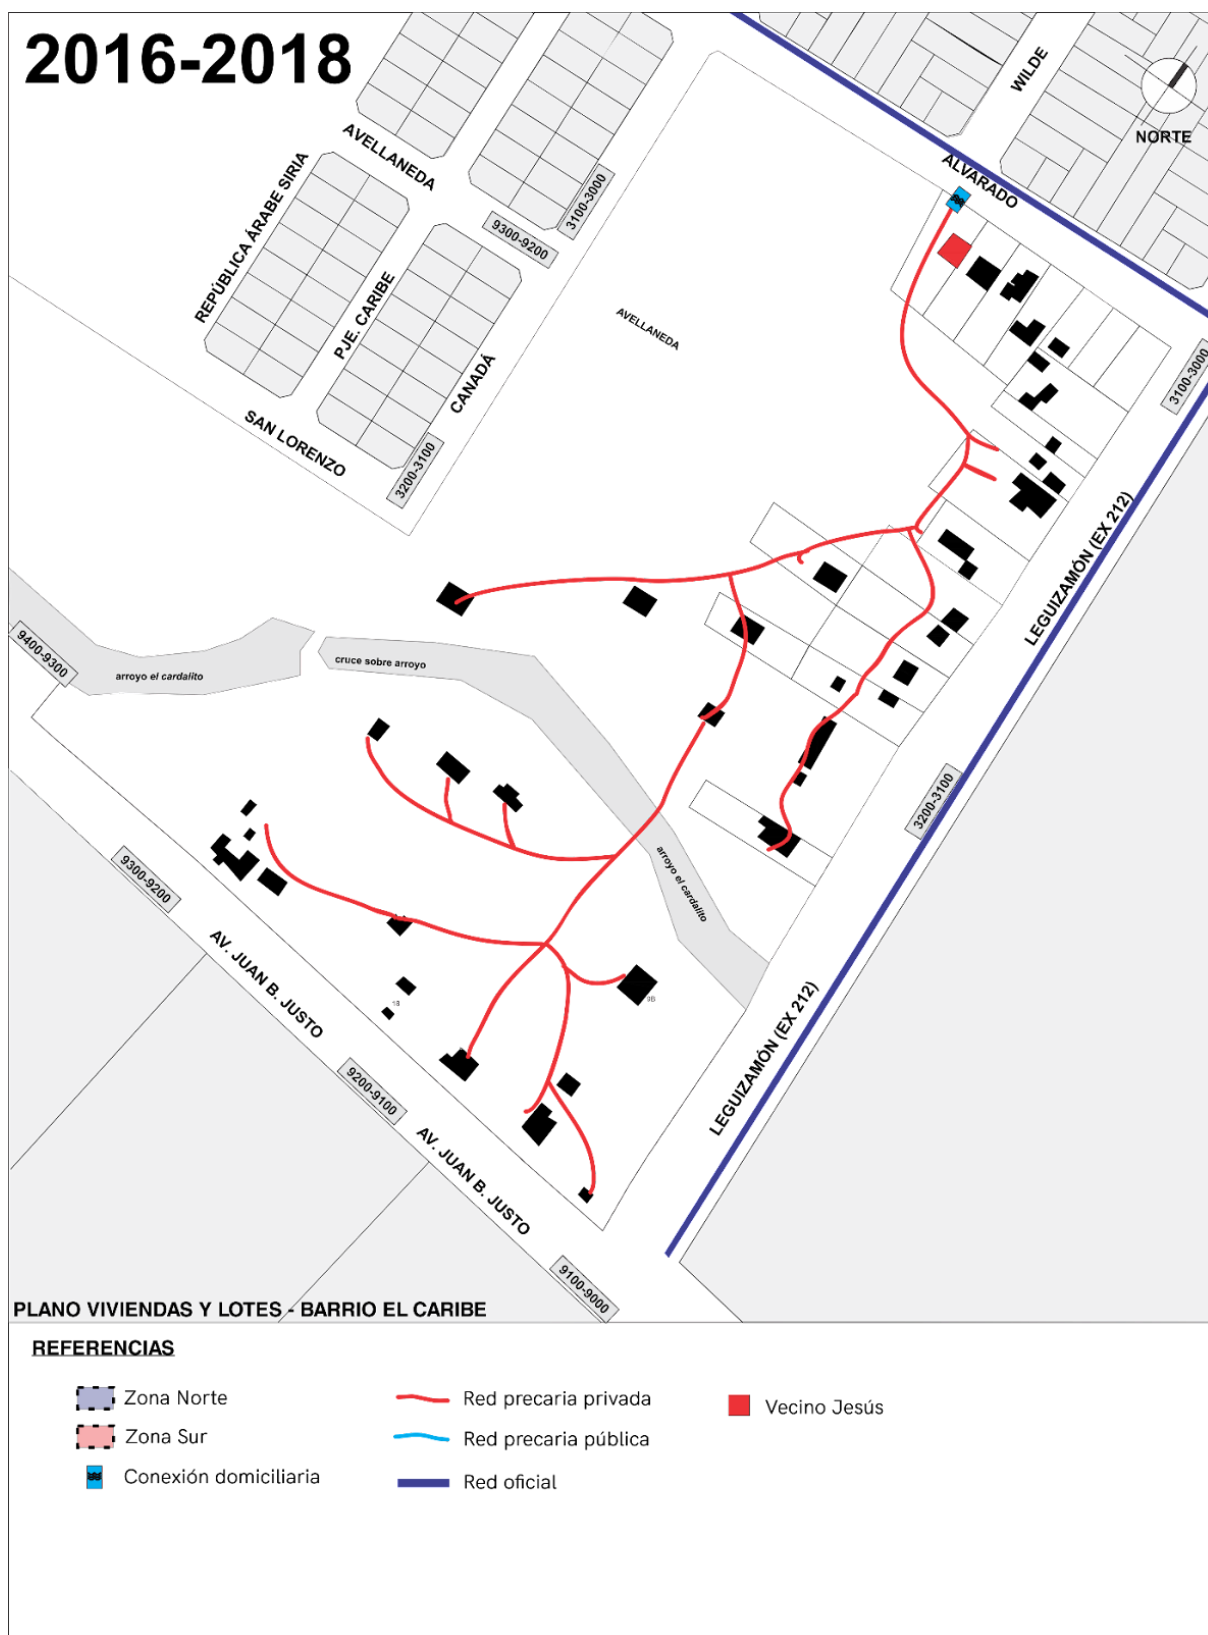 2016-2018
WILDE
NORTE
AVELLANEDA
ALVARADO
REPÚBLICA ÁRABE SIRIA
3100-3000
9300-9200
PJE. CARIBE
AVELLANEDA
CANADÁ
3100-3000
SAN LORENZO
3200-3100
LEGUIZAMÓN (EX 212)
9400-9300
arroyo el cardalito
cruce sobre arroyo
3200-3100
9300-9200
arroyo el cardalito
AV. JUAN B. JUSTO
18
9B
LEGUIZAMÓN (EX 212)
9200-9100
AV. JUAN B. JUSTO
9100-9000
PLANO VIVIENDAS Y LOTES - BARRIO EL CARIBE
REFERENCIAS
Zona Norte
Red precaria privada
Vecino Jesús
Zona Sur
Red precaria pública
Conexión domiciliaria
Red oficial